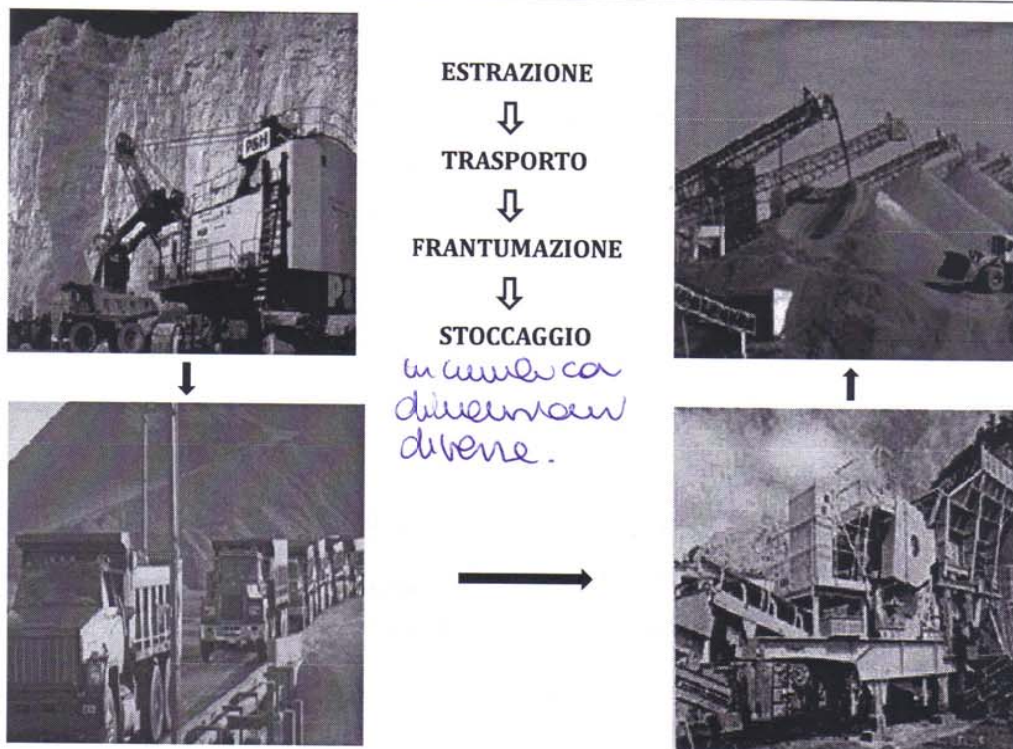 P&H
ESTRAZIONE
TRASPORTO
FRANTUMAZIONE
STOCCAGGIO
in cumuli con
dimensioni
diverse.